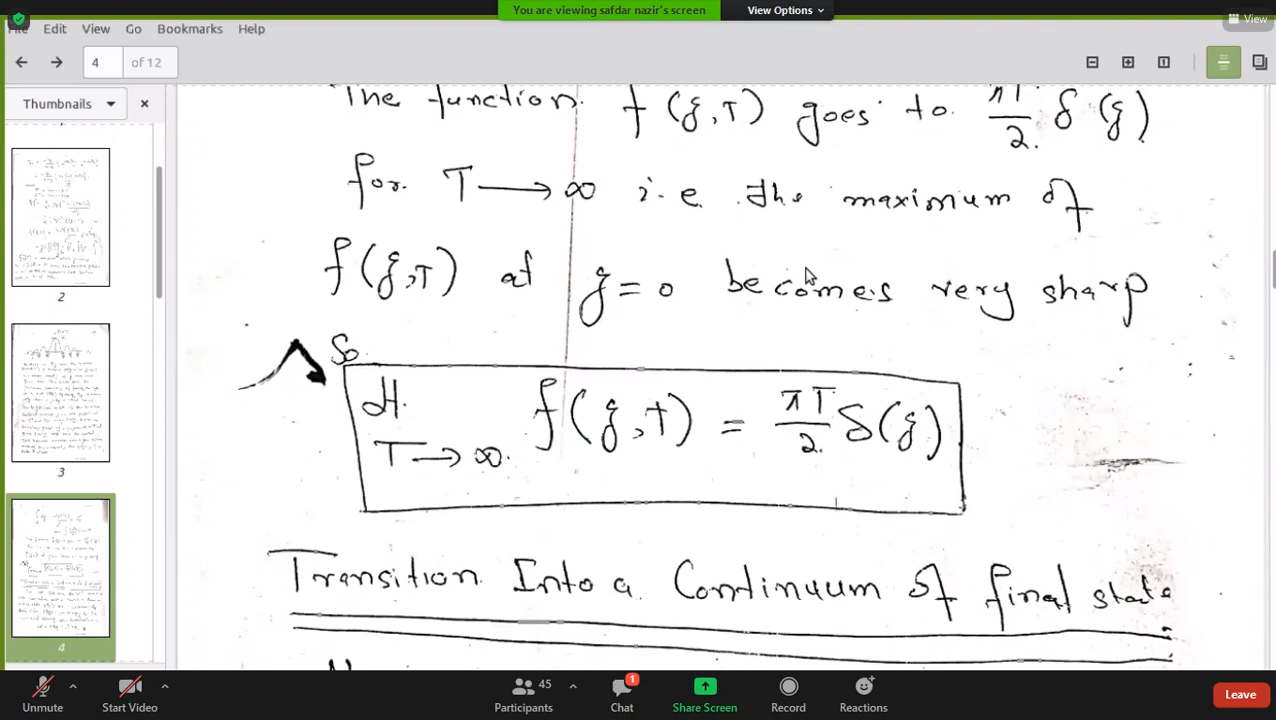 You are viewing safdar nazir's screen
View Options
View
File Edit View Go Bookmarks Help
4 of 12
Thumbnails
The function f(ξ,T) goes to πT/2. δ(ξ)
for. T → ∞ i.e. the maximum of
f(ξ,T) at ξ = 0 becomes very sharp
So.
lt. f(ξ,T) = πT/2. δ(ξ)
T → ∞.
Transition Into a Continuum of final state
2
3
4
Unmute
Start Video
45
Participants
1
Chat
Share Screen
Record
Reactions
Leave